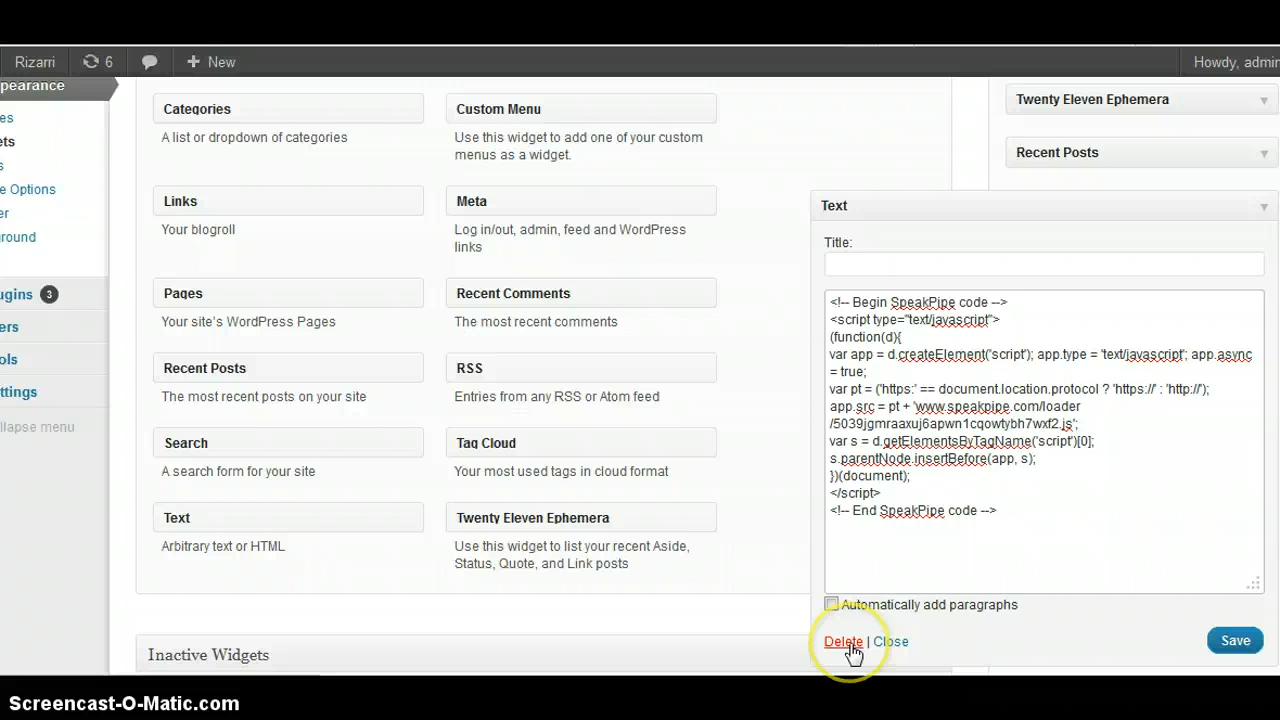 Rizarri
6
New
Howdy, admin
ppearance
es
ets
s
e Options
er
ground
ugins 3
ers
ols
ttings
llapse menu
Categories
A list or dropdown of categories
Custom Menu
Use this widget to add one of your custom
menus as a widget.
Links
Your blogroll
Meta
Log in/out, admin, feed and WordPress
links
Pages
Your site's WordPress Pages
Recent Comments
The most recent comments
Recent Posts
The most recent posts on your site
RSS
Entries from any RSS or Atom feed
Search
A search form for your site
Tag Cloud
Your most used tags in cloud format
Text
Arbitrary text or HTML
Twenty Eleven Ephemera
Use this widget to list your recent Aside,
Status, Quote, and Link posts
Inactive Widgets
Twenty Eleven Ephemera
Recent Posts
Text
Title:
<!-- Begin SpeakPipe code -->
<script type="text/javascript">
(function(d){
var app = d.createElement('script'); app.type = 'text/javascript'; app.async
= true;
var pt = ('https:' == document.location.protocol ? 'https://' : 'http://');
app.src = pt + 'www.speakpipe.com/loader
/5039jgmraaxuj6apwn1cqowtybh7wxf2.js';
var s = d.getElementsByTagName('script')[0];
s.parentNode.insertBefore(app, s);
})(document);
</script>
<!-- End SpeakPipe code -->
Automatically add paragraphs
Delete | Close
Save
Screencast-O-Matic.com